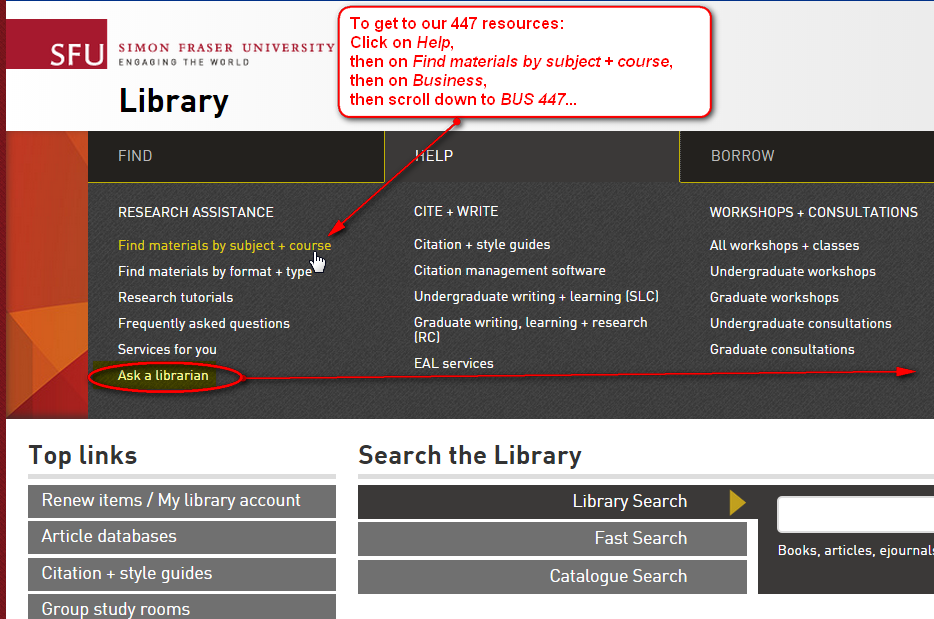 SFU
SIMON FRASER UNIVERSITY
ENGAGING THE WORLD
Library
To get to our 447 resources:
Click on Help,
then on Find materials by subject + course,
then on Business,
then scroll down to BUS 447...
FIND
HELP
BORROW
RESEARCH ASSISTANCE
Find materials by subject + course
Find materials by format + type
Research tutorials
Frequently asked questions
Services for you
Ask a librarian
CITE + WRITE
Citation + style guides
Citation management software
Undergraduate writing + learning (SLC)
Graduate writing, learning + research
(RC)
EAL services
WORKSHOPS + CONSULTATIONS
All workshops + classes
Undergraduate workshops
Graduate workshops
Undergraduate consultations
Graduate consultations
Top links
Renew items / My library account
Article databases
Citation + style guides
Group study rooms
Search the Library
Library Search
Fast Search
Catalogue Search
Books, articles, ejournals